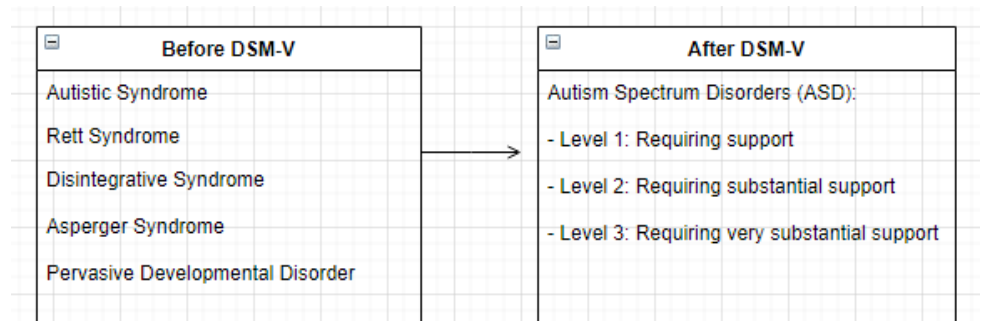 Before DSM-V
Autistic Syndrome
Rett Syndrome
Disintegrative Syndrome
Asperger Syndrome
Pervasive Developmental Disorder
After DSM-V
Autism Spectrum Disorders (ASD):
- Level 1: Requiring support
- Level 2: Requiring substantial support
- Level 3: Requiring very substantial support